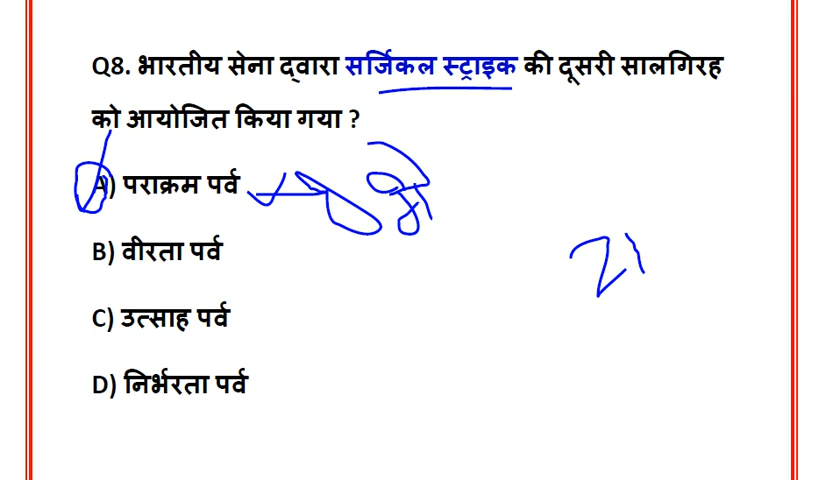 Q8. भारतीय सेना द्वारा सर्जिकल स्ट्राइक की दूसरी सालगिरह
को आयोजित किया गया ?
A) पराक्रम पर्व
B) वीरता पर्व
C) उत्साह पर्व
D) निर्भरता पर्व